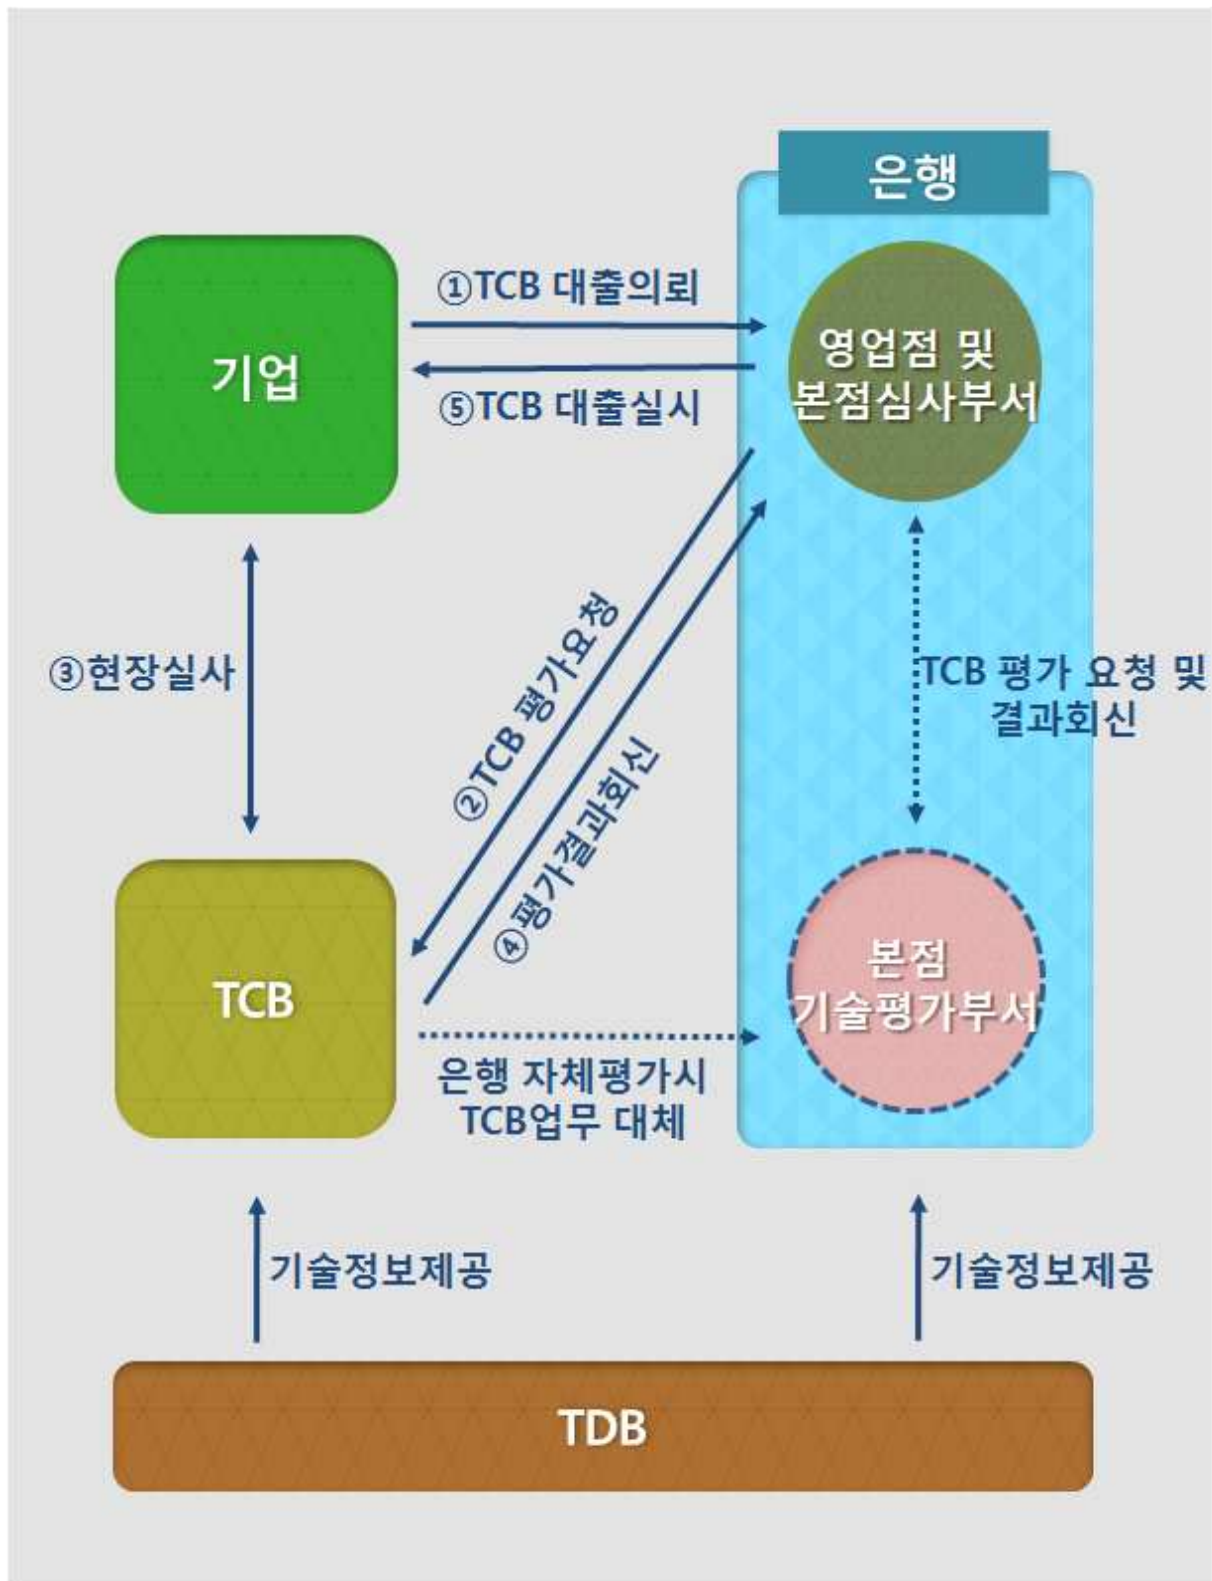 은행
①TCB 대출의뢰
기업
영업점 및
본점심사부서
⑤TCB 대출실시
②TCB 평가요청
③현장실사
TCB 평가 요청 및
결과회신
④평가결과회신
TCB
본점
기술평가부서
은행 자체평가시
TCB업무 대체
기술정보제공
기술정보제공
TDB